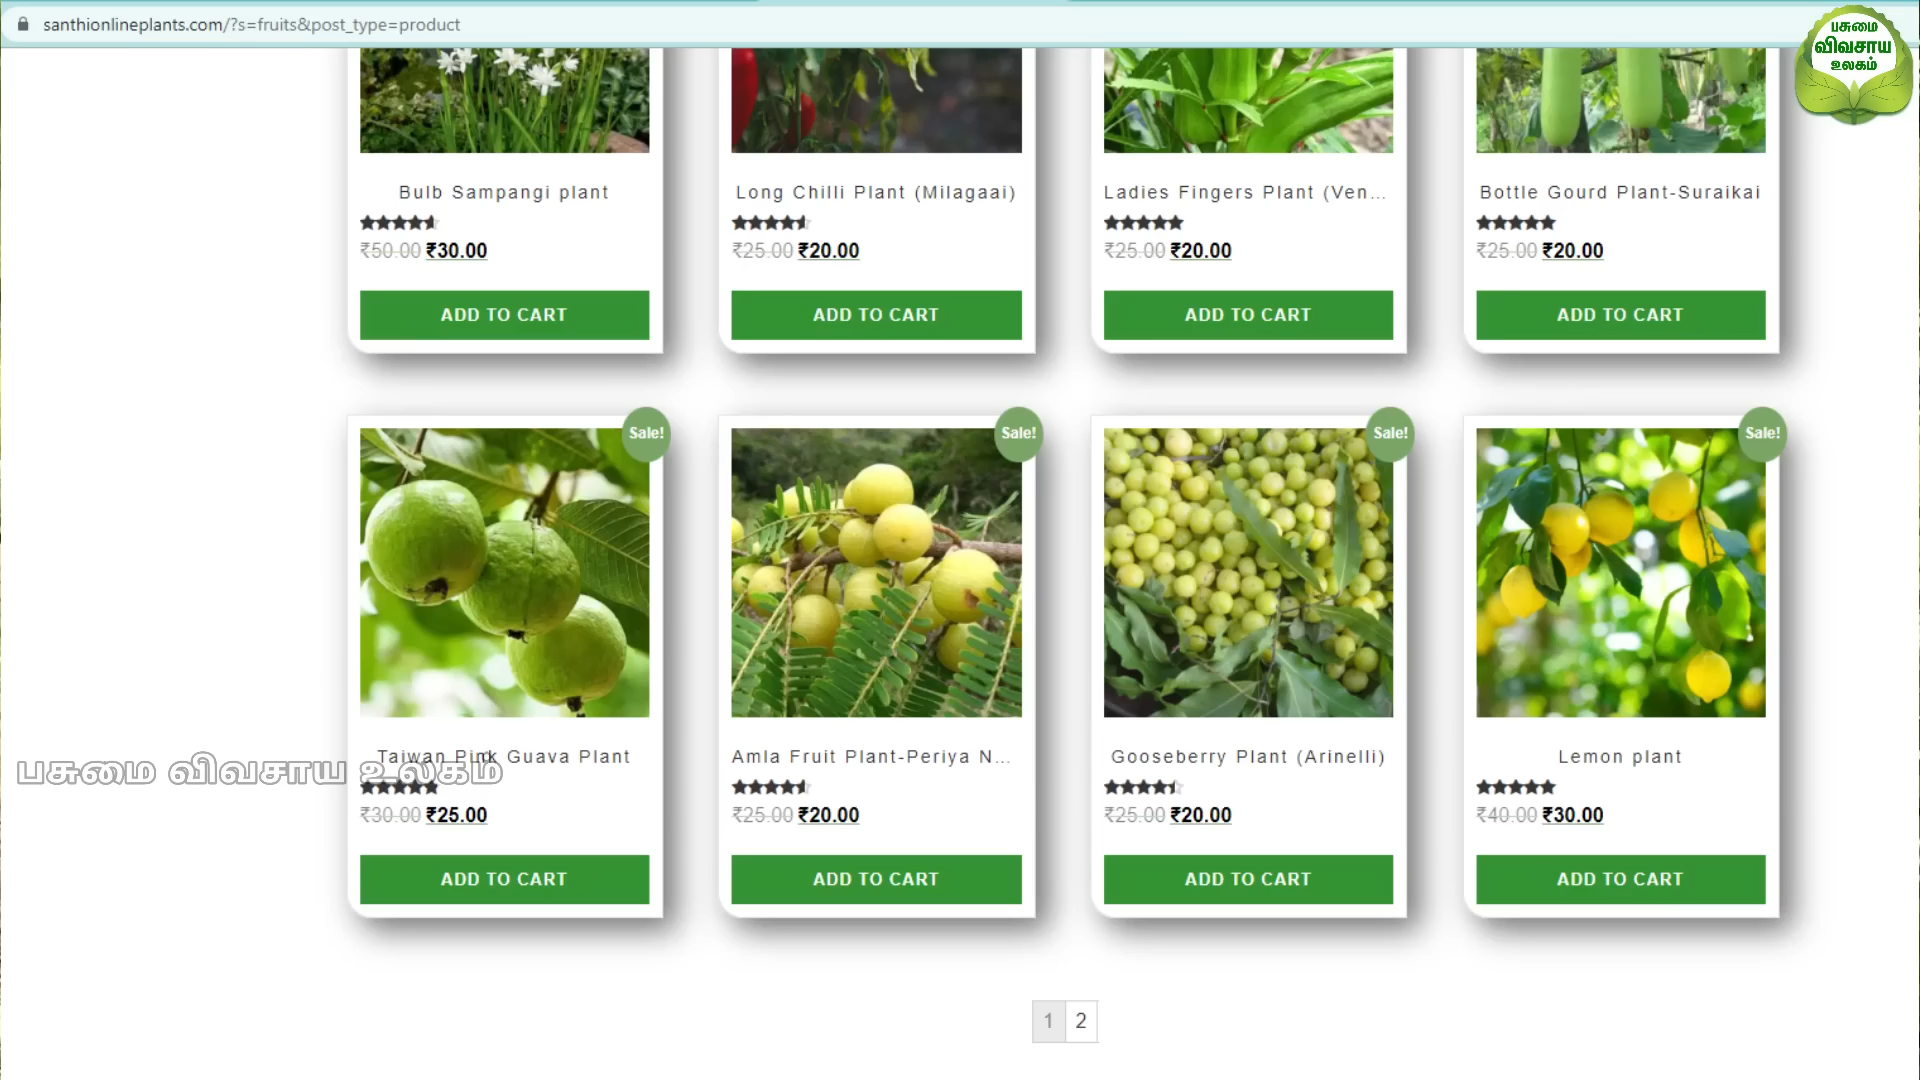 santhionlineplants.com/?s=fruits&post_type=product
பசுமை
விவசாய
உலகம்
Bulb Sampangi plant
Long Chilli Plant (Milagaai)
Ladies Fingers Plant (Ven...
Bottle Gourd Plant-Suraikai
₹50.00 ₹30.00
₹25.00 ₹20.00
₹25.00 ₹20.00
₹25.00 ₹20.00
ADD TO CART
ADD TO CART
ADD TO CART
ADD TO CART
Sale!
Sale!
Sale!
Sale!
Taiwan Pink Guava Plant
Amla Fruit Plant-Periya N...
Gooseberry Plant (Arinelli)
Lemon plant
பசுமை விவசாய உலகம்
₹30.00 ₹25.00
₹25.00 ₹20.00
₹25.00 ₹20.00
₹40.00 ₹30.00
ADD TO CART
ADD TO CART
ADD TO CART
ADD TO CART
1 2